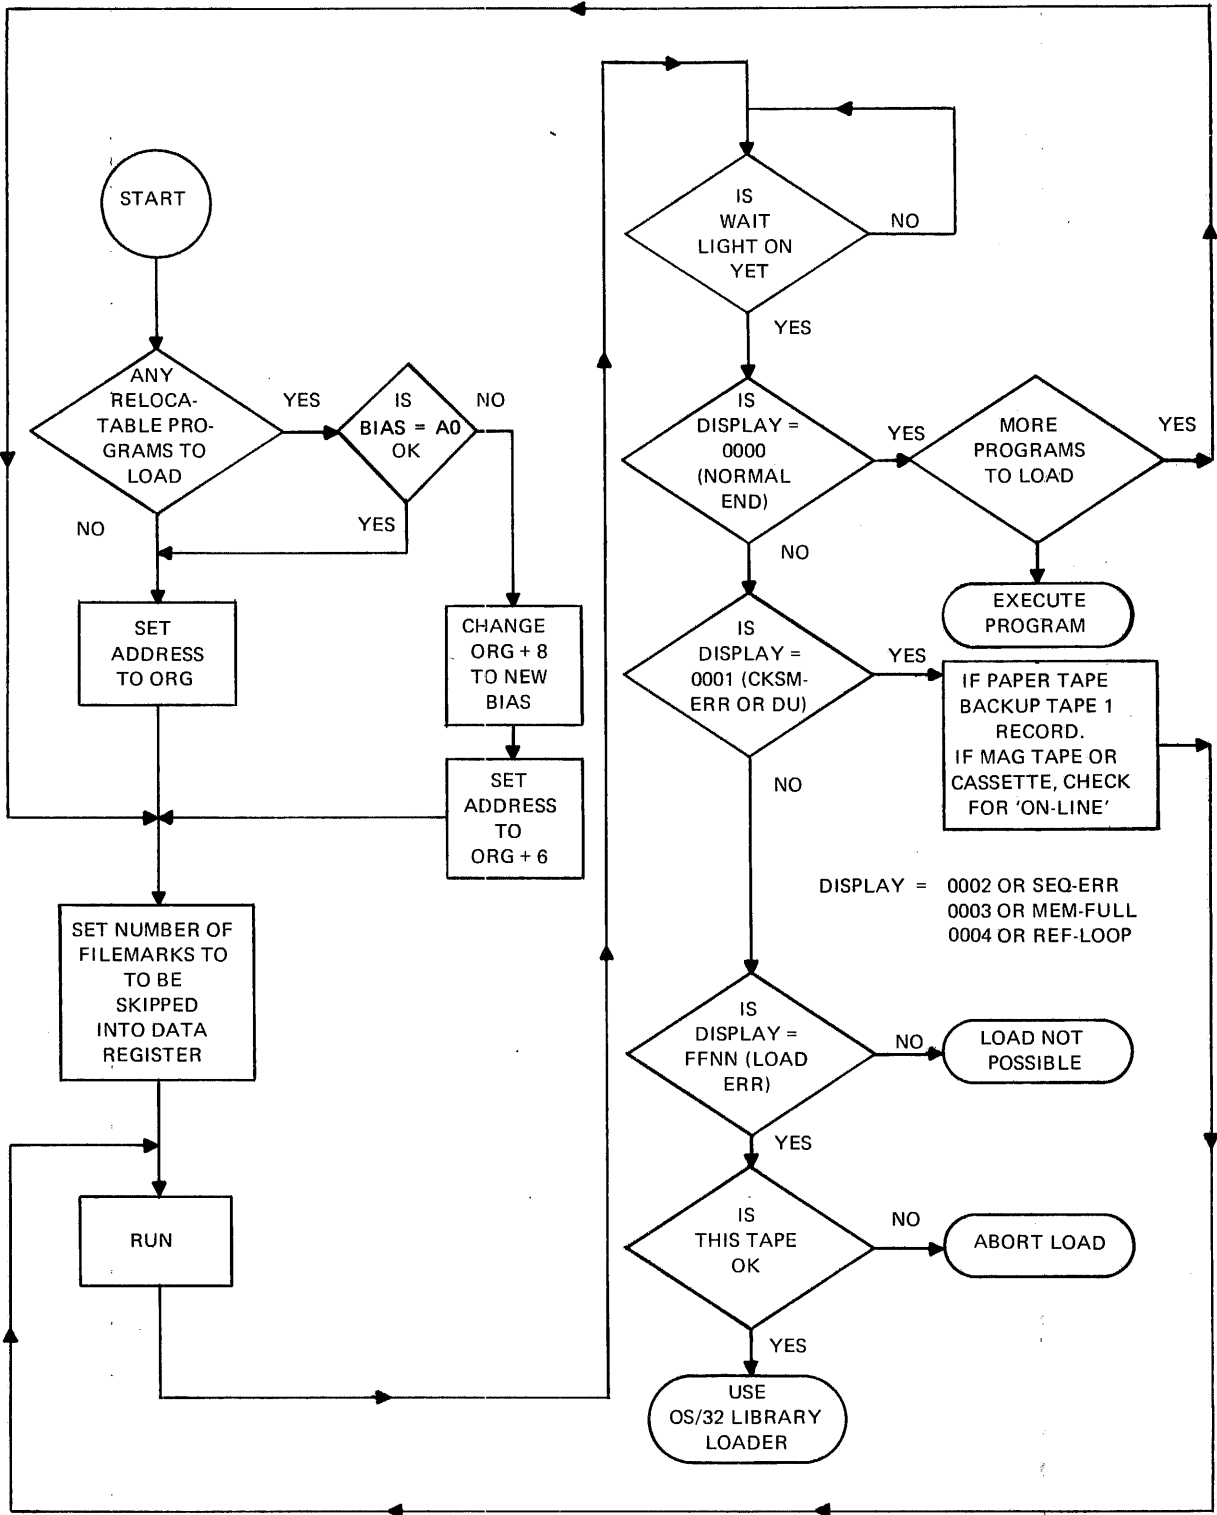 START
ANY
RELOCA-
TABLE PRO-
GRAMS TO
LOAD
YES
NO
IS
BIAS = A0
OK
NO
YES
SET
ADDRESS
TO ORG
CHANGE
ORG + 8
TO NEW
BIAS
SET
ADDRESS
TO
ORG + 6
SET NUMBER OF
FILEMARKS TO
TO BE
SKIPPED
INTO DATA
REGISTER
RUN
IS
WAIT
LIGHT ON
YET
NO
YES
IS
DISPLAY =
0000
(NORMAL
END)
YES
NO
MORE
PROGRAMS
TO LOAD
YES
EXECUTE
PROGRAM
IS
DISPLAY =
0001 (CKSM-
ERR OR DU)
YES
NO
IF PAPER TAPE
BACKUP TAPE 1
RECORD.
IF MAG TAPE OR
CASSETTE, CHECK
FOR 'ON-LINE'
DISPLAY = 0002 OR SEQ-ERR
0003 OR MEM-FULL
0004 OR REF-LOOP
IS
DISPLAY =
FFNN (LOAD
ERR)
NO
YES
LOAD NOT
POSSIBLE
IS
THIS TAPE
OK
NO
YES
ABORT LOAD
USE
OS/32 LIBRARY
LOADER